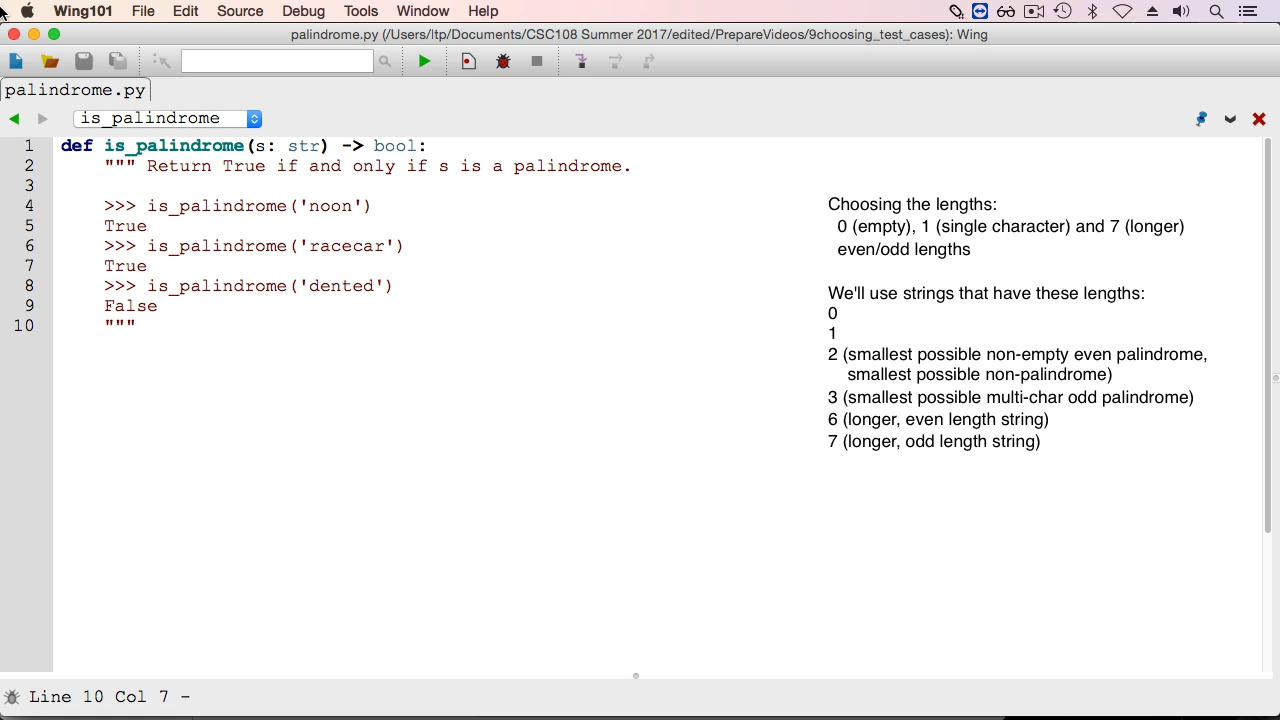 Wing101 File Edit Source Debug Tools Window Help
palindrome.py (/Users/itp/Documents/CSC108 Summer 2017/edited/PrepareVideos/9choosing_test_cases): Wing
palindrome.py
is_palindrome
1 def is_palindrome(s: str) -> bool:
2 """ Return True if and only if s is a palindrome.
3
4 >>> is_palindrome('noon')
5 True
6 >>> is_palindrome('racecar')
7 True
8 >>> is_palindrome('dented')
9 False
10 """
Choosing the lengths:
0 (empty), 1 (single character) and 7 (longer)
even/odd lengths
We'll use strings that have these lengths:
0
1
2 (smallest possible non-empty even palindrome,
smallest possible non-palindrome)
3 (smallest possible multi-char odd palindrome)
6 (longer, even length string)
7 (longer, odd length string)
Line 10 Col 7 -